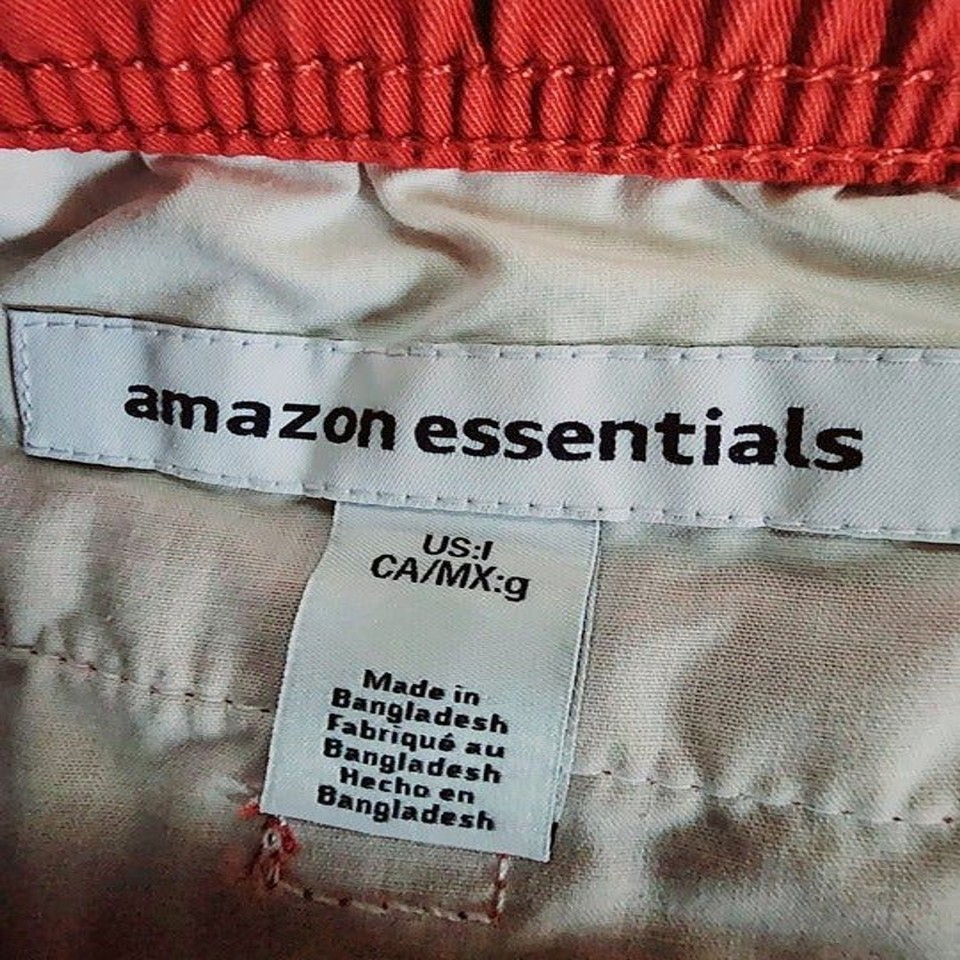 amazon essentials
US:l
CA/MX:g
Made in
Bangladesh
Fabriqué au
Bangladesh
Hecho en
Bangladesh